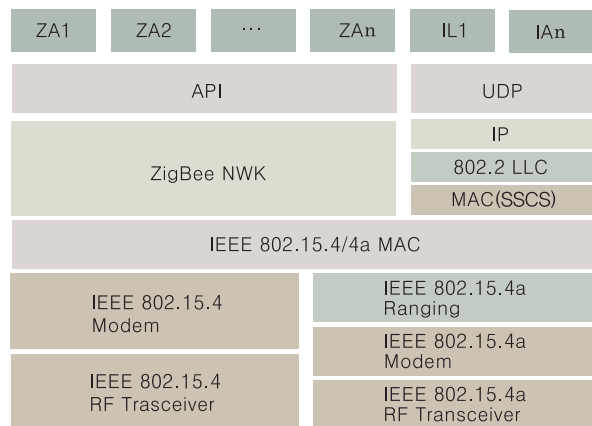 ZA1 ZA2 ··· ZAn IL1 IAn
API UDP
ZigBee NWK
IP
802.2 LLC
MAC(SSCS)
IEEE 802.15.4/4a MAC
IEEE 802.15.4
Modem
IEEE 802.15.4a
Ranging
IEEE 802.15.4a
Modem
IEEE 802.15.4
RF Trasceiver
IEEE 802.15.4a
RF Transceiver